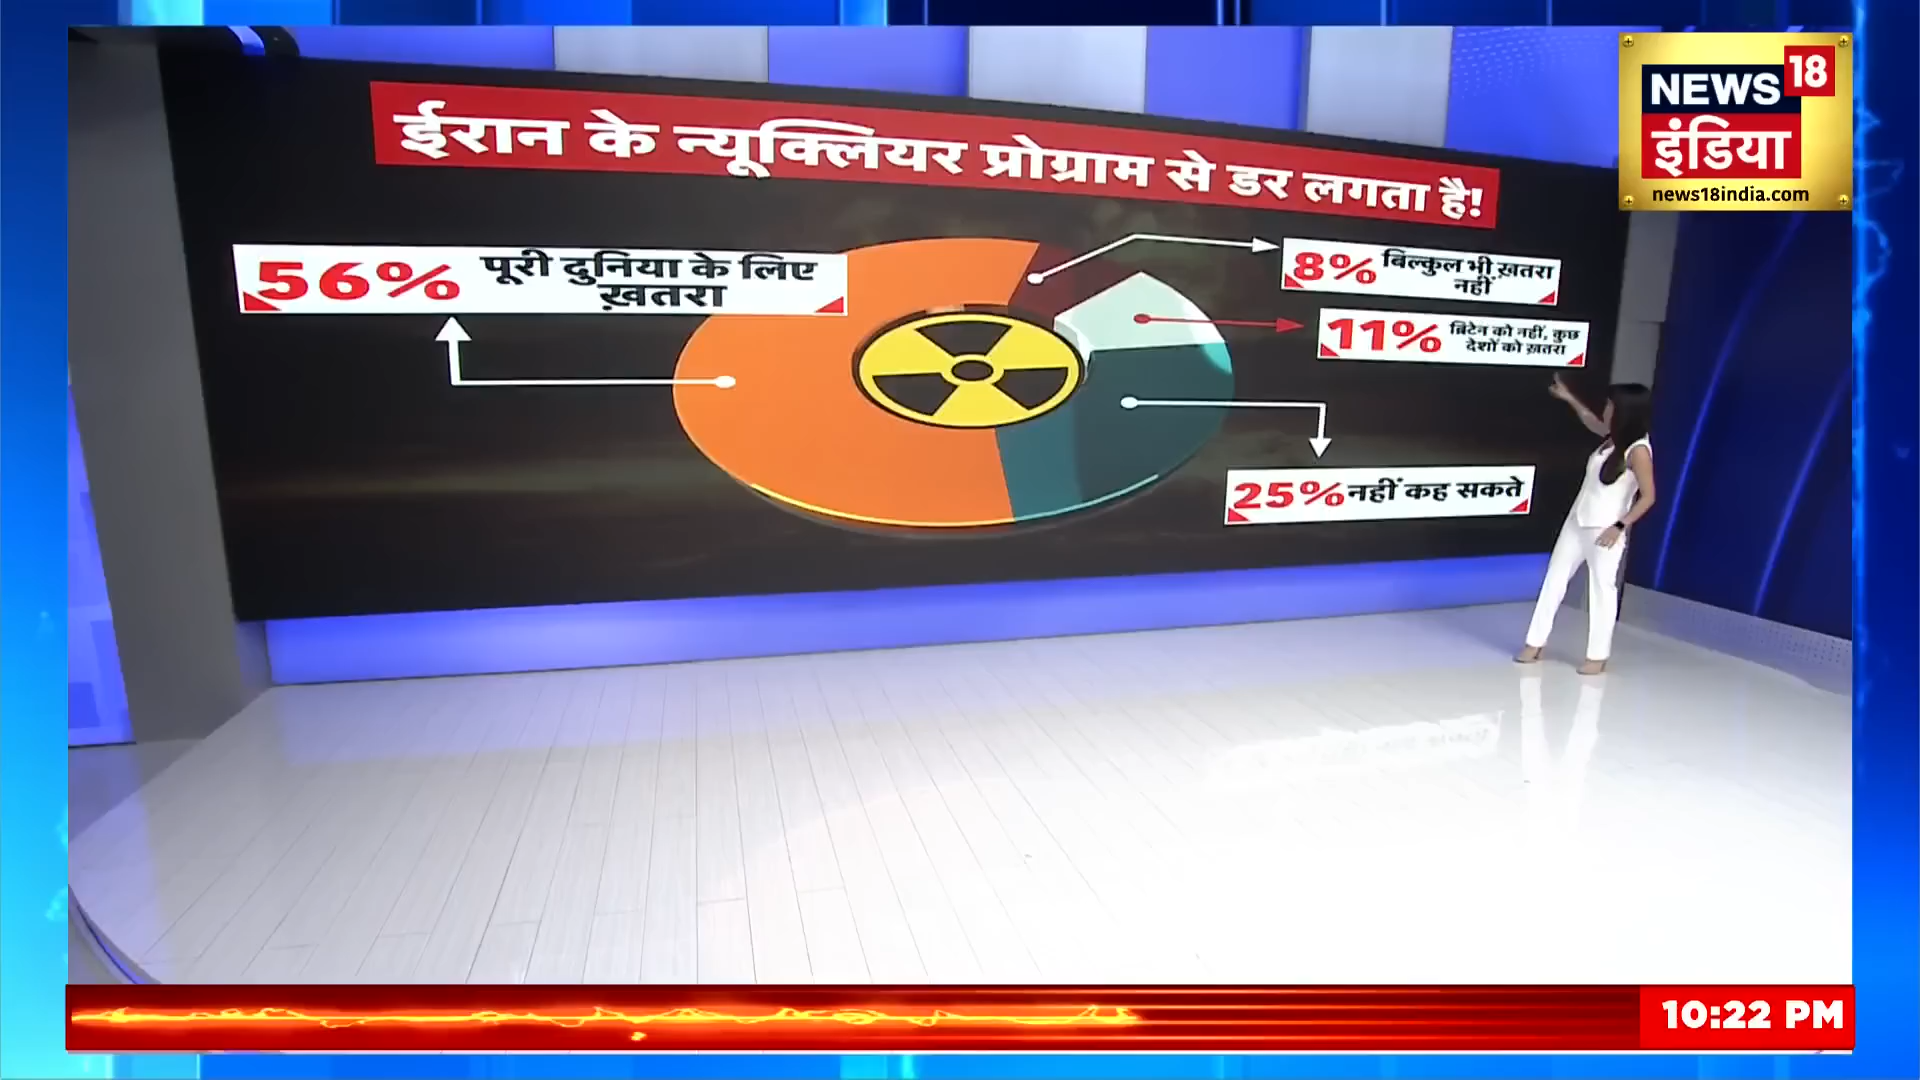 NEWS 18
इंडिया
news18india.com
ईरान के न्यूक्लियर प्रोग्राम से डर लगता है!
56% पूरी दुनिया के लिए
ख़तरा
8% बिल्कुल भी ख़तरा
नहीं
11% ब्रिटेन को नहीं, कुछ
देशों को ख़तरा
25% नहीं कह सकते
10:22 PM